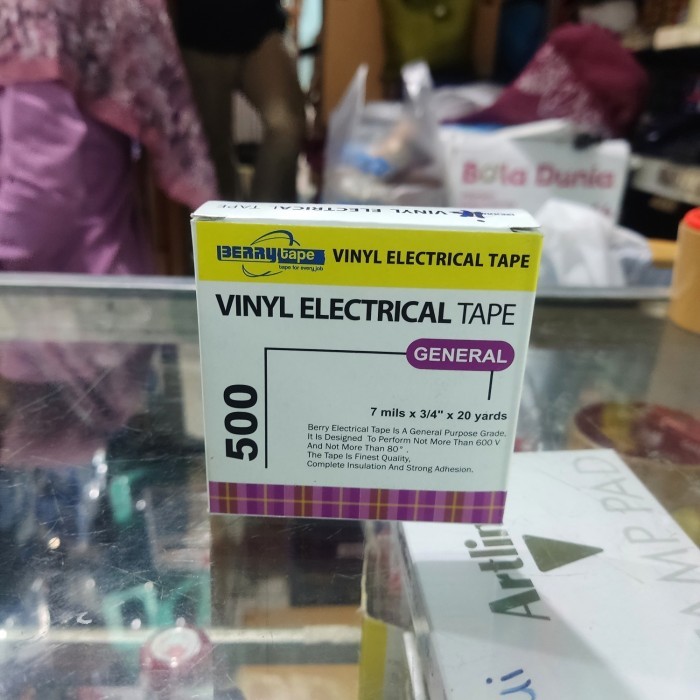 Bola Dunia
VINYL ELECTRICAL TAPE
BERRY tape
tape for every job
VINYL ELECTRICAL TAPE
VINYL ELECTRICAL TAPE
GENERAL
500
7 mils x 3/4" x 20 yards
Berry Electrical Tape Is A General Purpose Grade,
It Is Designed To Perform Not More Than 600 V
And Not More Than 80° .
The Tape Is Finest Quality,
Complete Insulation And Strong Adhesion.
Artlin
MP PAD